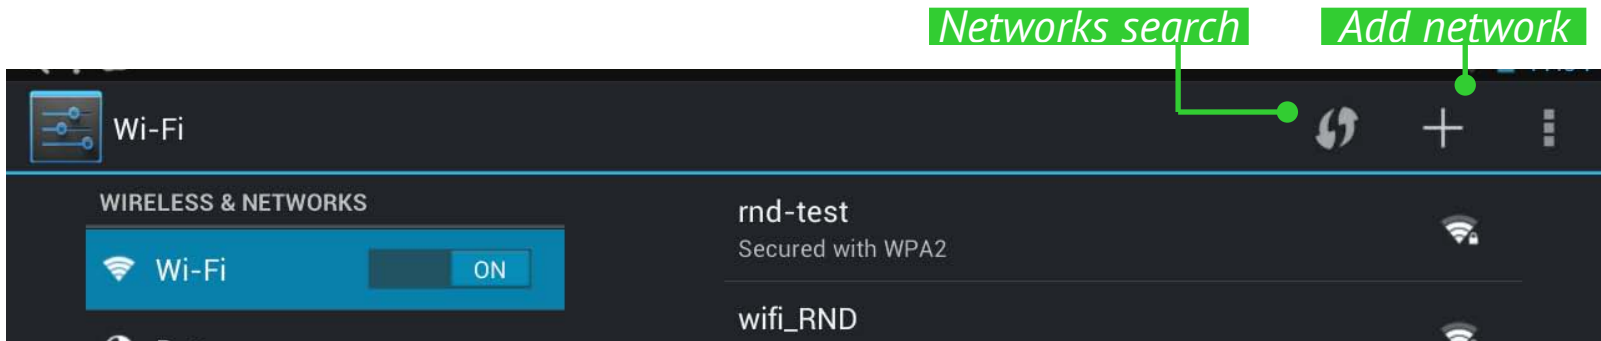 Networks search Add network
Wi-Fi
WIRELESS & NETWORKS
rnd-test
Secured with WPA2
Wi-Fi ON
wifi_RND